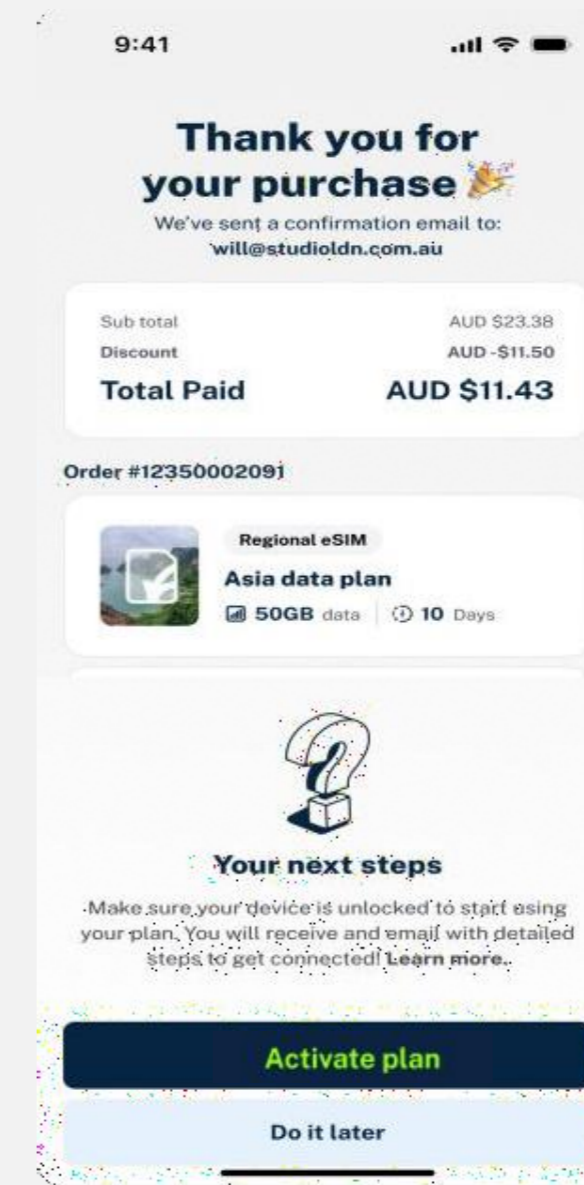 9:41
Thank you for
your purchase 🎉
We've sent a confirmation email to:
will@studioldn.com.au
Sub total AUD $23.38
Discount AUD -$11.50
Total Paid AUD $11.43
Order #12350002091
Regional eSIM
Asia data plan
50GB data 10 Days
Your next steps
Make sure your device is unlocked to start using
your plan. You will receive and email with detailed
steps to get connected! Learn more.
Activate plan
Do it later